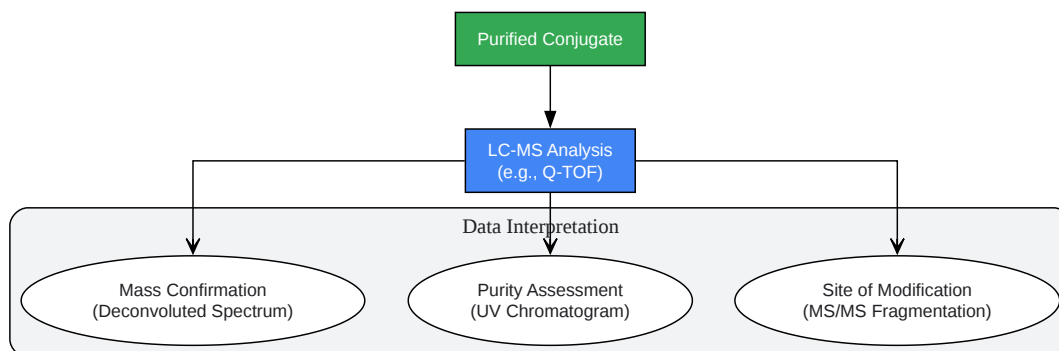 Purified Conjugate
LC-MS Analysis
(e.g., Q-TOF)
Data Interpretation
Mass Confirmation
(Deconvoluted Spectrum)
Purity Assessment
(UV Chromatogram)
Site of Modification
(MS/MS Fragmentation)